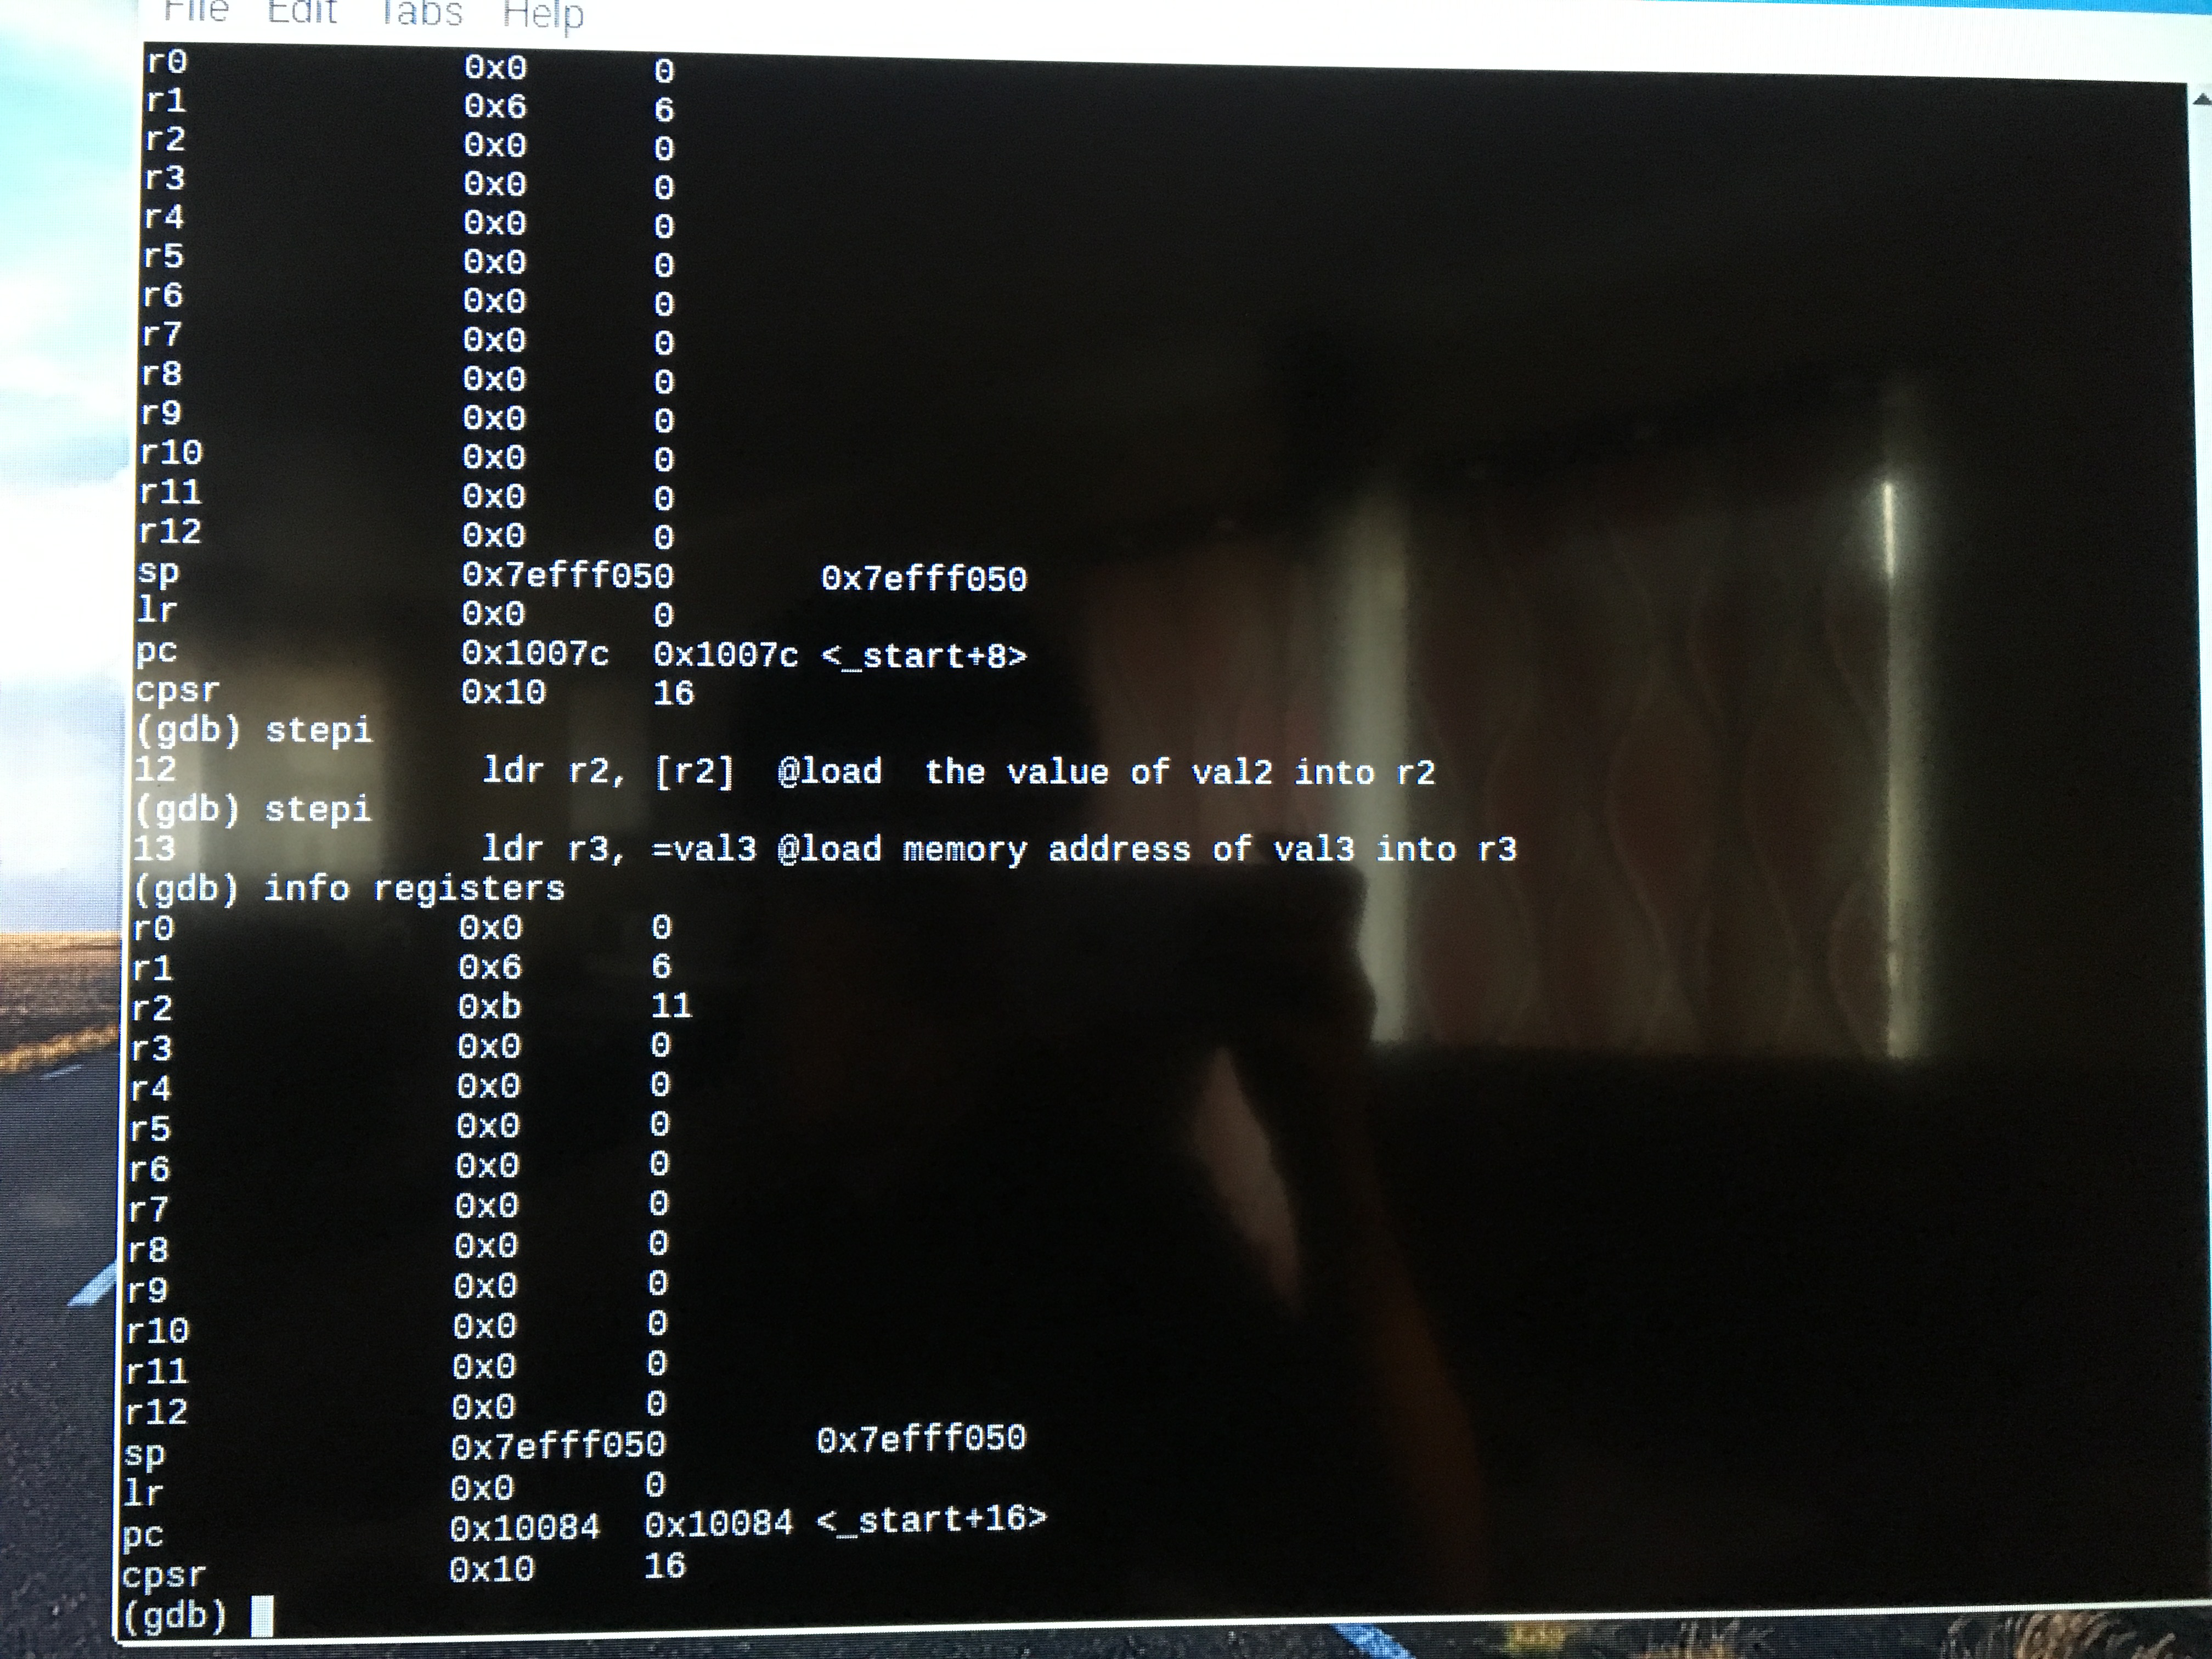 File Edit Tabs Help
r0 0x0 0
r1 0x6 6
r2 0x0 0
r3 0x0 0
r4 0x0 0
r5 0x0 0
r6 0x0 0
r7 0x0 0
r8 0x0 0
r9 0x0 0
r10 0x0 0
r11 0x0 0
r12 0x0 0
sp 0x7efff050 0x7efff050
lr 0x0 0
pc 0x1007c 0x1007c <_start+8>
cpsr 0x10 16
(gdb) stepi
12 ldr r2, [r2] @load the value of val2 into r2
(gdb) stepi
13 ldr r3, =val3 @load memory address of val3 into r3
(gdb) info registers
r0 0x0 0
r1 0x6 6
r2 0xb 11
r3 0x0 0
r4 0x0 0
r5 0x0 0
r6 0x0 0
r7 0x0 0
r8 0x0 0
r9 0x0 0
r10 0x0 0
r11 0x0 0
r12 0x0 0
sp 0x7efff050 0x7efff050
lr 0x0 0
pc 0x10084 0x10084 <_start+16>
cpsr 0x10 16
(gdb)